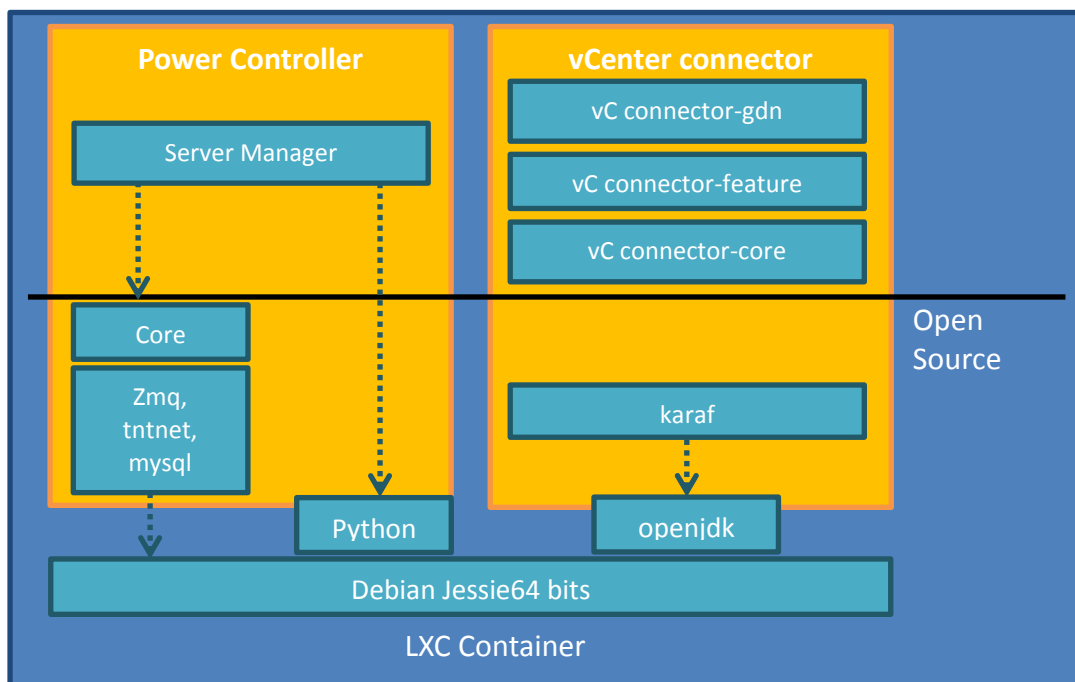 Power Controller
Server Manager
vCenter connector
vC connector-gdn
vC connector-feature
vC connector-core
Open
Source
Core
Zmq,
tntnet,
mysql
karaf
Python
openjdk
Debian Jessie64 bits
LXC Container